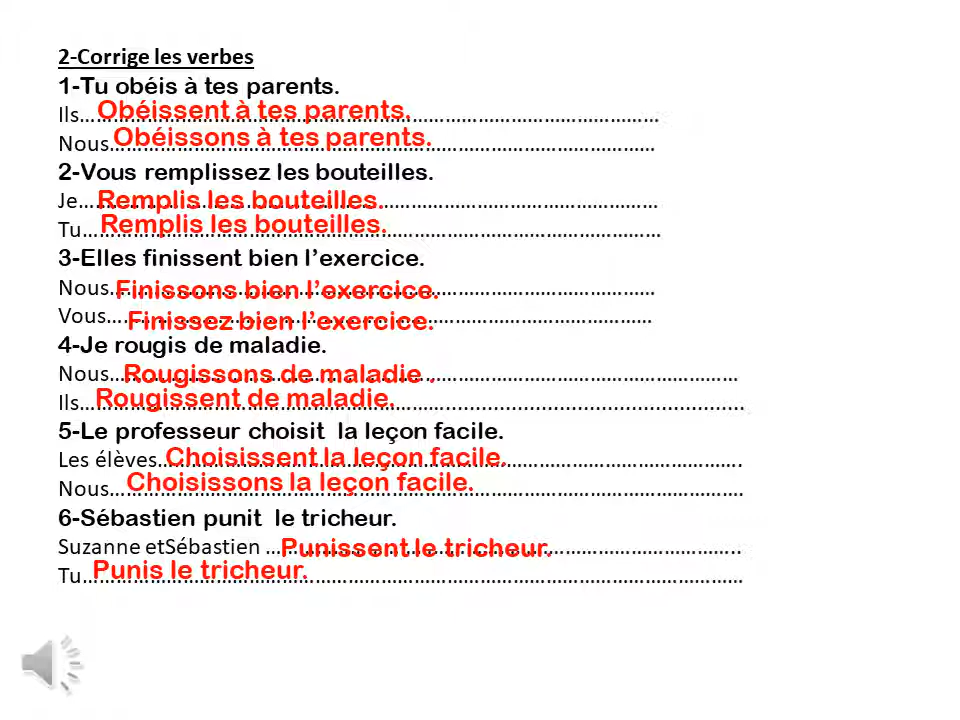 2-Corrige les verbes
1-Tu obéis à tes parents.
Ils…Obéissent à tes parents.……………………………
Nous Obéissons à tes parents.……………………………
2-Vous remplissez les bouteilles.
Je…Remplis les bouteilles.……………………………
Tu…Remplis les bouteilles.……………………………
3-Elles finissent bien l’exercice.
Nous…Finissons bien l’exercice.……………………………
Vous…Finissez bien l’exercice.……………………………
4-Je rougis de maladie.
Nous…Rougissons de maladie .……………………………
Ils…Rougissent de maladie.……………………………
5-Le professeur choisit la leçon facile.
Les élèves Choisissent la leçon facile.…………………………….
Nous…Choisissons la leçon facile.…………………………….
6-Sébastien punit le tricheur.
Suzanne etSébastien …Punissent le tricheur.……………………..
Tu…Punis le tricheur.……………………………